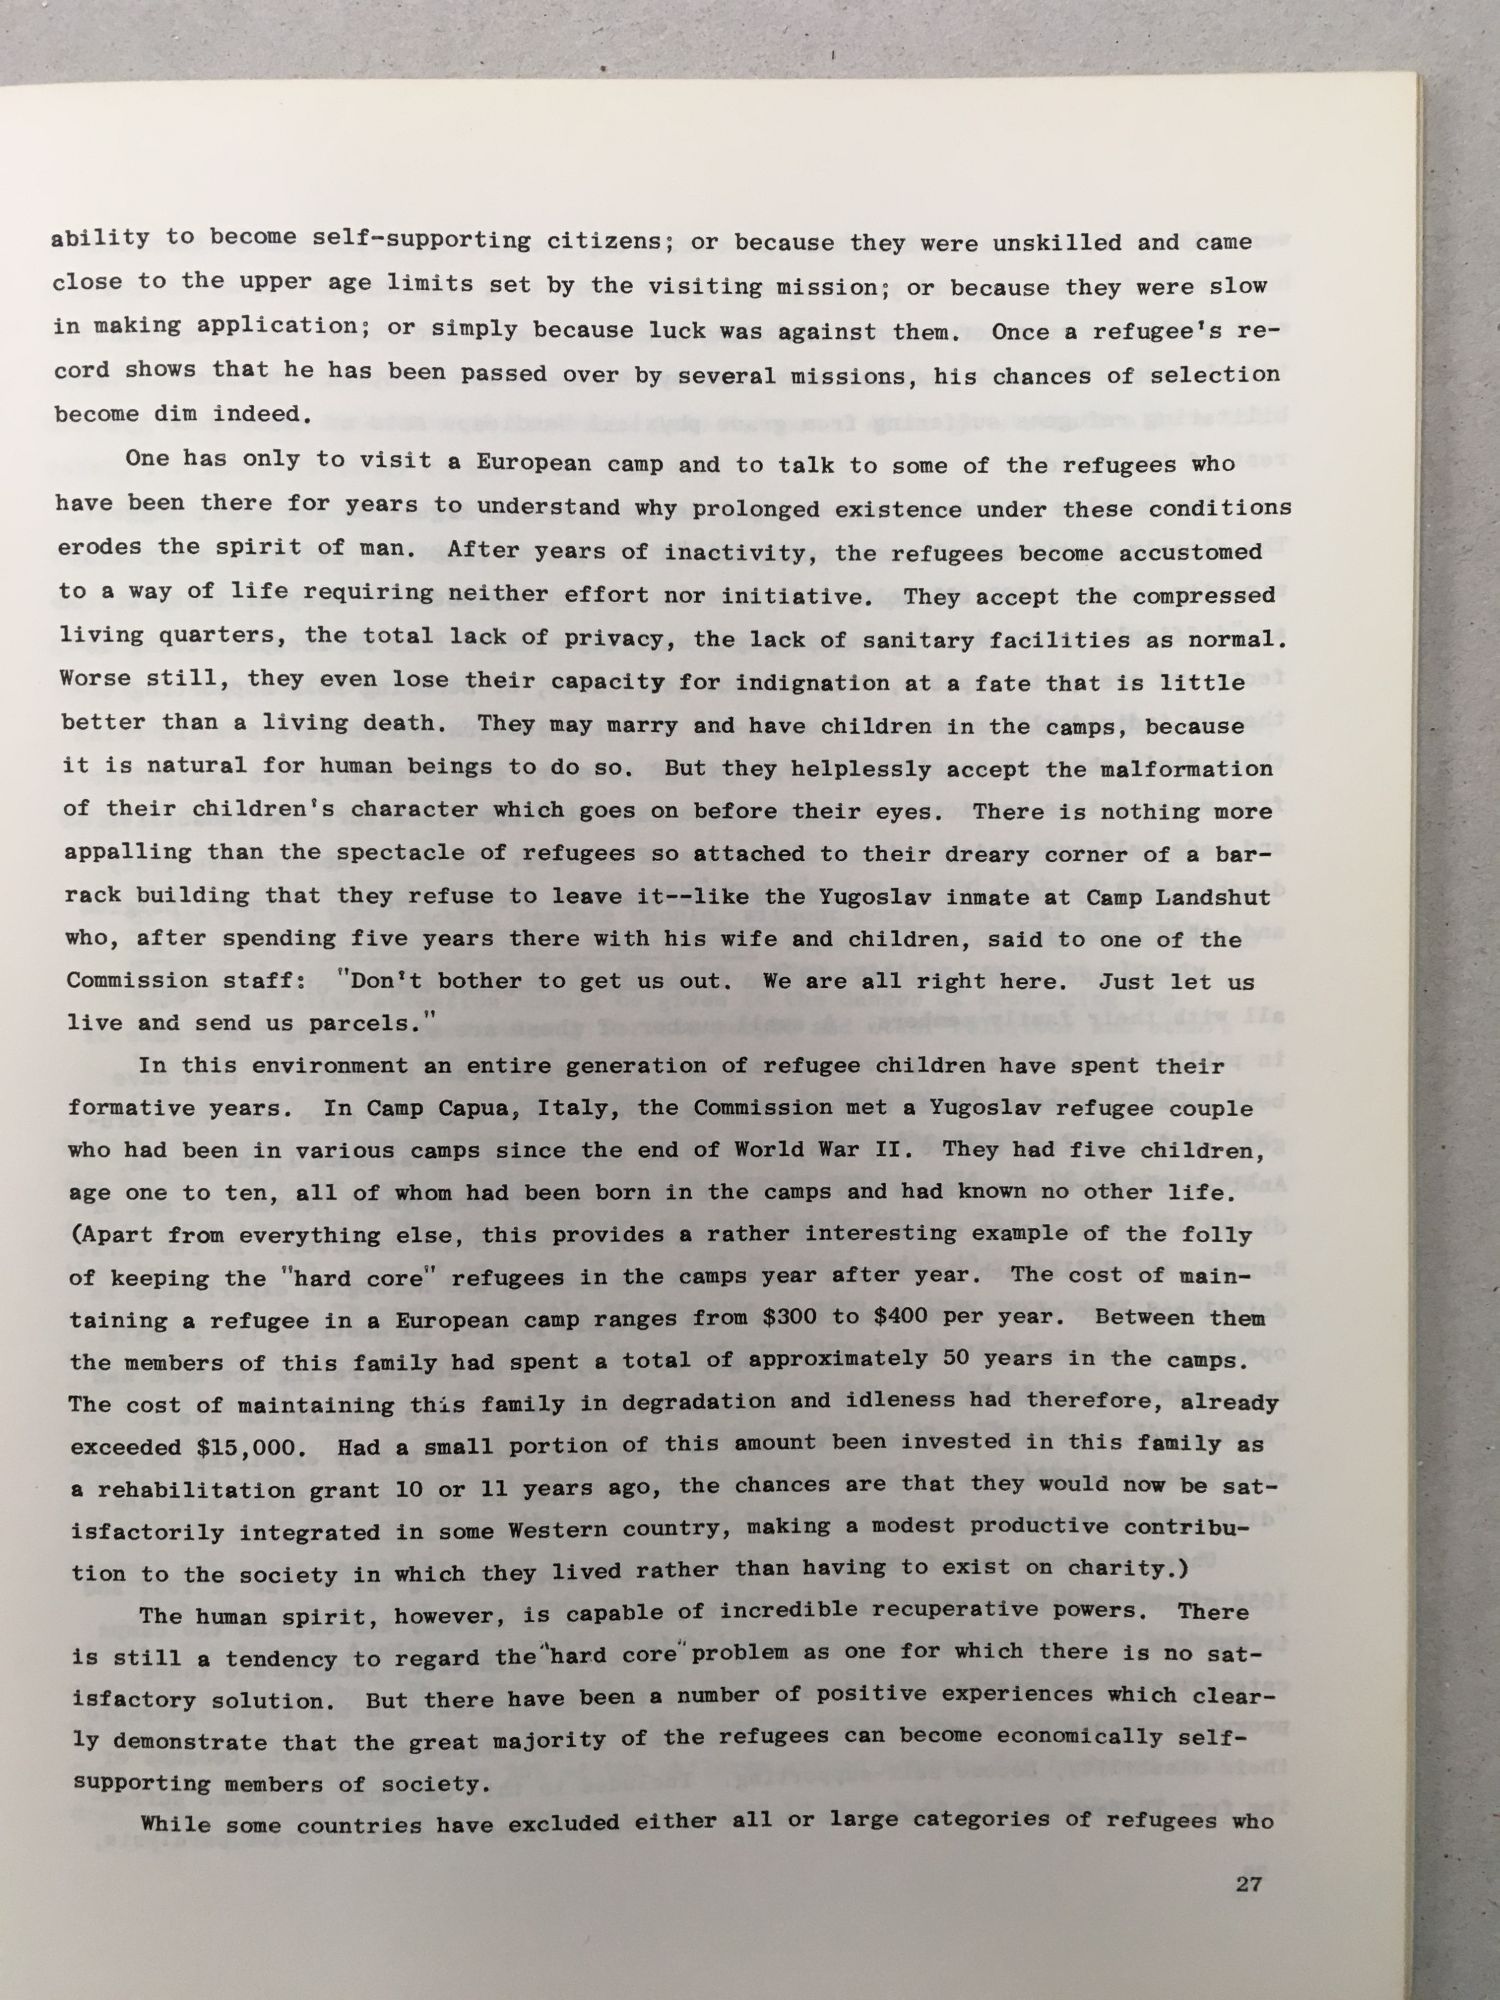 ability to become self-supporting citizens; or because they were unskilled and came
close to the upper age limits set by the visiting mission; or because they were slow
in making application; or simply because luck was against them.  Once a refugee's re-
cord shows that he has been passed over by several missions, his chances of selection
become dim indeed.
One has only to visit a European camp and to talk to some of the refugees who
have been there for years to understand why prolonged existence under these conditions
erodes the spirit of man.  After years of inactivity, the refugees become accustomed
to a way of life requiring neither effort nor initiative.  They accept the compressed
living quarters, the total lack of privacy, the lack of sanitary facilities as normal.
Worse still, they even lose their capacity for indignation at a fate that is little
better than a living death.  They may marry and have children in the camps, because
it is natural for human beings to do so.  But they helplessly accept the malformation
of their children's character which goes on before their eyes.  There is nothing more
appalling than the spectacle of refugees so attached to their dreary corner of a bar-
rack building that they refuse to leave it--like the Yugoslav inmate at Camp Landshut
who, after spending five years there with his wife and children, said to one of the
Commission staff:  "Don't bother to get us out.  We are all right here.  Just let us
live and send us parcels."
In this environment an entire generation of refugee children have spent their
formative years.  In Camp Capua, Italy, the Commission met a Yugoslav refugee couple
who had been in various camps since the end of World War II.  They had five children,
age one to ten, all of whom had been born in the camps and had known no other life.
(Apart from everything else, this provides a rather interesting example of the folly
of keeping the "hard core" refugees in the camps year after year.  The cost of main-
taining a refugee in a European camp ranges from $300 to $400 per year.  Between them
the members of this family had spent a total of approximately 50 years in the camps.
The cost of maintaining this family in degradation and idleness had therefore, already
exceeded $15,000.  Had a small portion of this amount been invested in this family as
a rehabilitation grant 10 or 11 years ago, the chances are that they would now be sat-
isfactorily integrated in some Western country, making a modest productive contribu-
tion to the society in which they lived rather than having to exist on charity.)
The human spirit, however, is capable of incredible recuperative powers.  There
is still a tendency to regard the "hard core" problem as one for which there is no sat-
isfactory solution.  But there have been a number of positive experiences which clear-
ly demonstrate that the great majority of the refugees can become economically self-
supporting members of society.
While some countries have excluded either all or large categories of refugees who
27